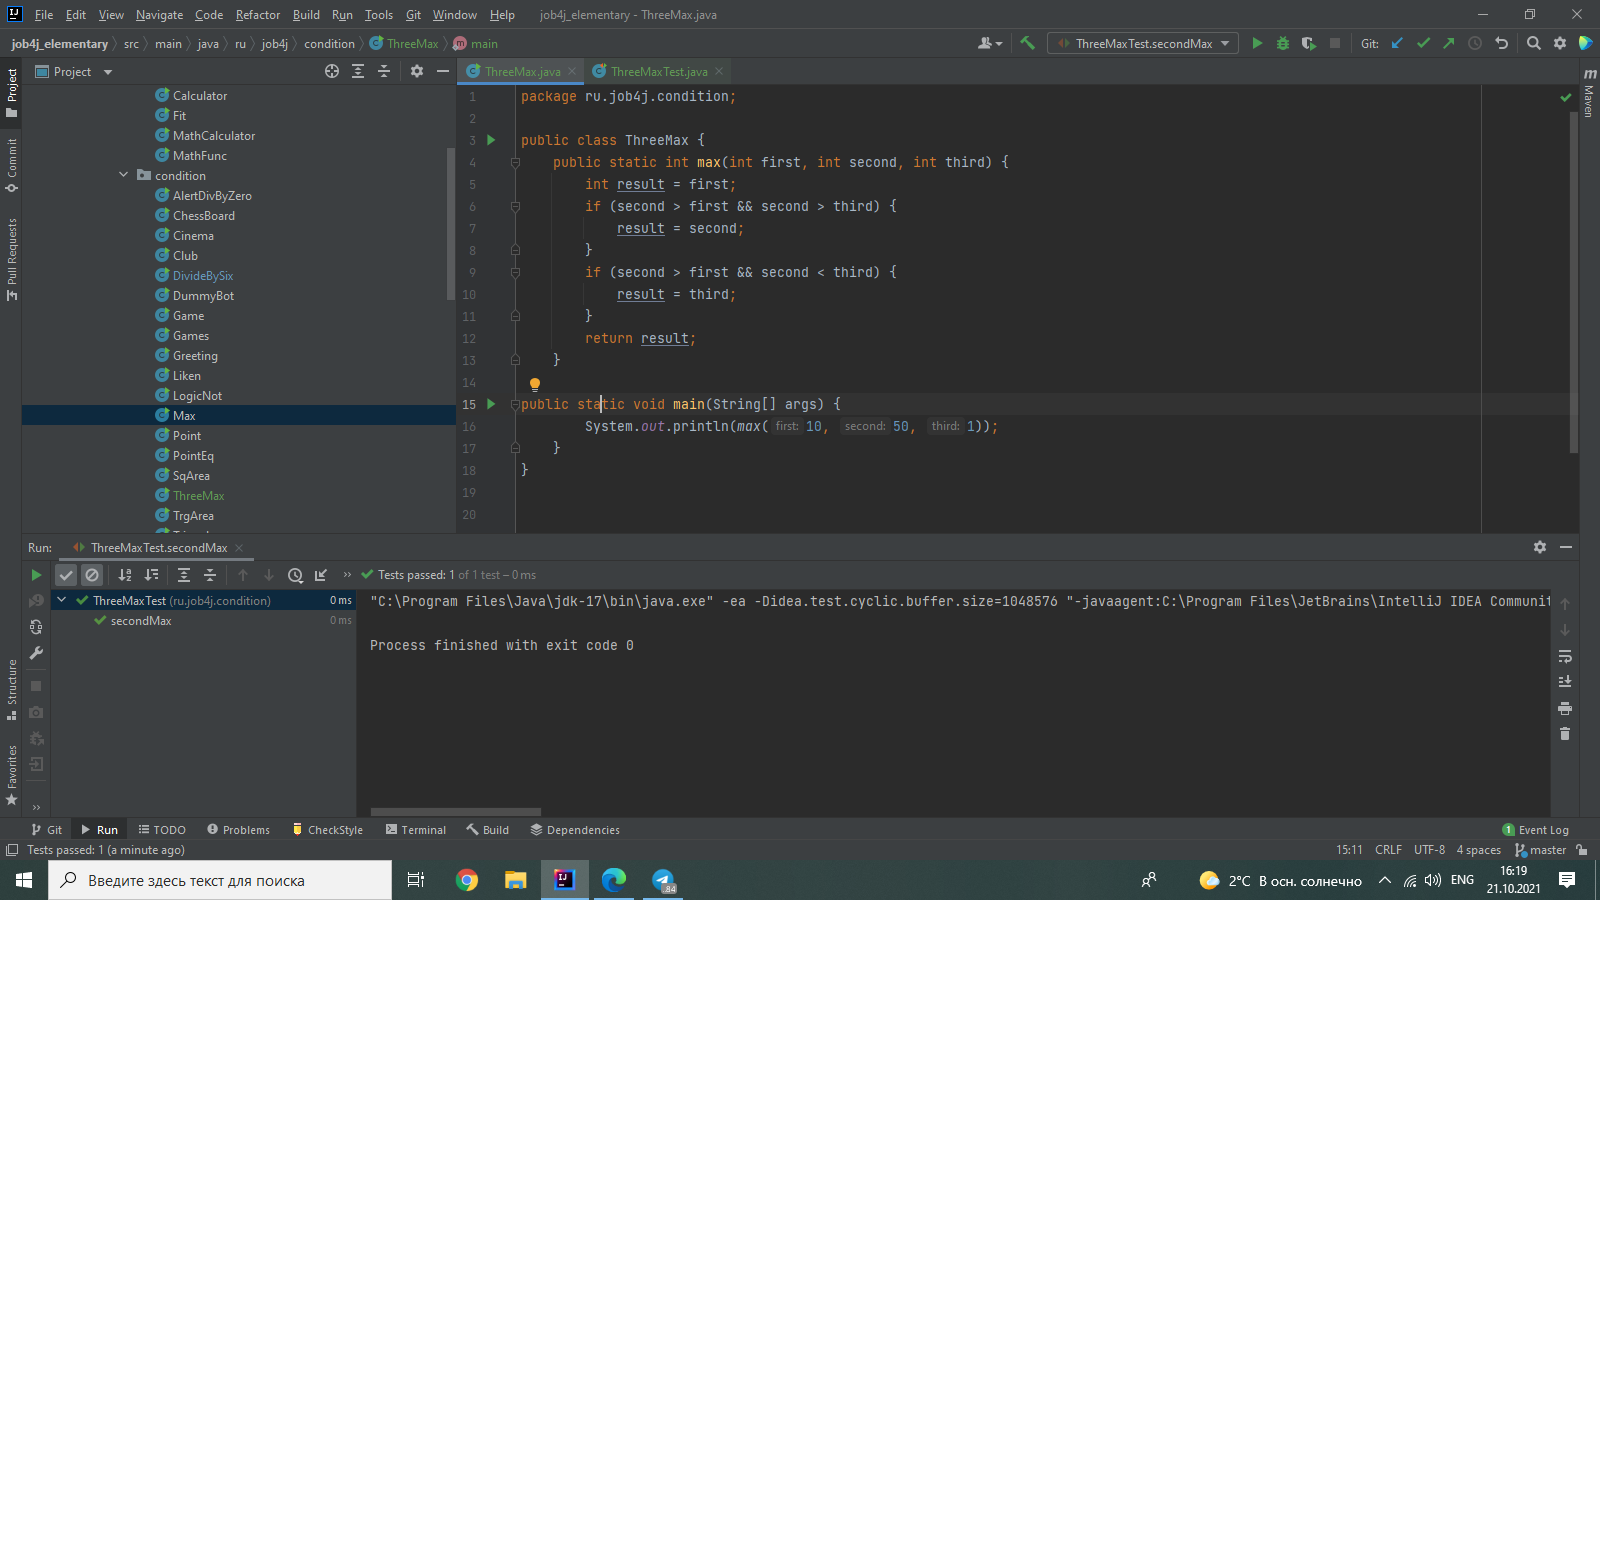 File Edit View Navigate Code Refactor Build Run Tools Git Window Help job4j_elementary - ThreeMax.java
job4j_elementary src main java ru job4j condition ThreeMax main ThreeMaxTest.secondMax Git:
Project
ThreeMax.java ThreeMaxTest.java
Project
Commit
Pull Requests
Structure
Favorites
m Maven
Calculator
Fit
MathCalculator
MathFunc
condition
AlertDivByZero
ChessBoard
Cinema
Club
DivideBySix
DummyBot
Game
Games
Greeting
Liken
LogicNot
Max
Point
PointEq
SqArea
ThreeMax
TrgArea
1 package ru.job4j.condition;
2
3 public class ThreeMax {
4 public static int max(int first, int second, int third) {
5 int result = first;
6 if (second > first && second > third) {
7 result = second;
8 }
9 if (second > first && second < third) {
10 result = third;
11 }
12 return result;
13 }
14
15 public static void main(String[] args) {
16 System.out.println(max( first: 10, second: 50, third: 1));
17 }
18 }
19
20
Run: ThreeMaxTest.secondMax
Tests passed: 1 of 1 test – 0 ms
ThreeMaxTest (ru.job4j.condition) 0 ms
secondMax 0 ms
"C:\Program Files\Java\jdk-17\bin\java.exe" -ea -Didea.test.cyclic.buffer.size=1048576 "-javaagent:C:\Program Files\JetBrains\IntelliJ IDEA Communit
Process finished with exit code 0
Git Run TODO Problems CheckStyle Terminal Build Dependencies 1 Event Log
Tests passed: 1 (a minute ago) 15:11 CRLF UTF-8 4 spaces master
Введите здесь текст для поиска
84
2°C В осн. солнечно ENG
16:19
21.10.2021